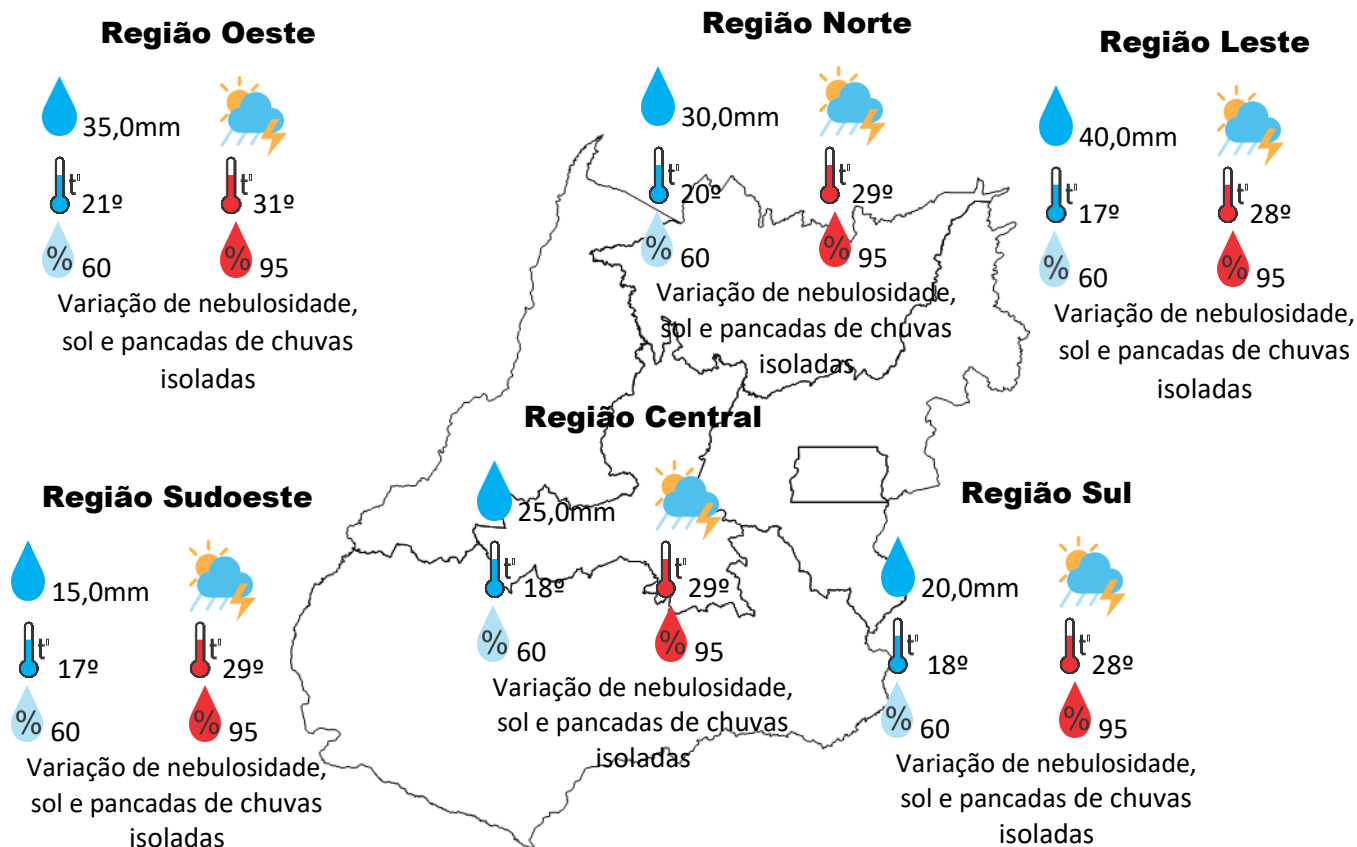 Região Oeste
35,0mm
t°
21º
t°
31º
%
60
%
95
Variação de nebulosidade,
sol e pancadas de chuvas
isoladas
Região Norte
30,0mm
t°
20º
t°
29º
%
60
%
95
Variação de nebulosidade,
sol e pancadas de chuvas
isoladas
Região Leste
40,0mm
t°
17º
t°
28º
%
60
%
95
Variação de nebulosidade,
sol e pancadas de chuvas
isoladas
Região Central
25,0mm
t°
18º
t°
29º
%
60
%
95
Variação de nebulosidade,
sol e pancadas de chuvas
isoladas
Região Sudoeste
15,0mm
t°
17º
t°
29º
%
60
%
95
Variação de nebulosidade,
sol e pancadas de chuvas
isoladas
Região Sul
20,0mm
t°
18º
t°
28º
%
60
%
95
Variação de nebulosidade,
sol e pancadas de chuvas
isoladas